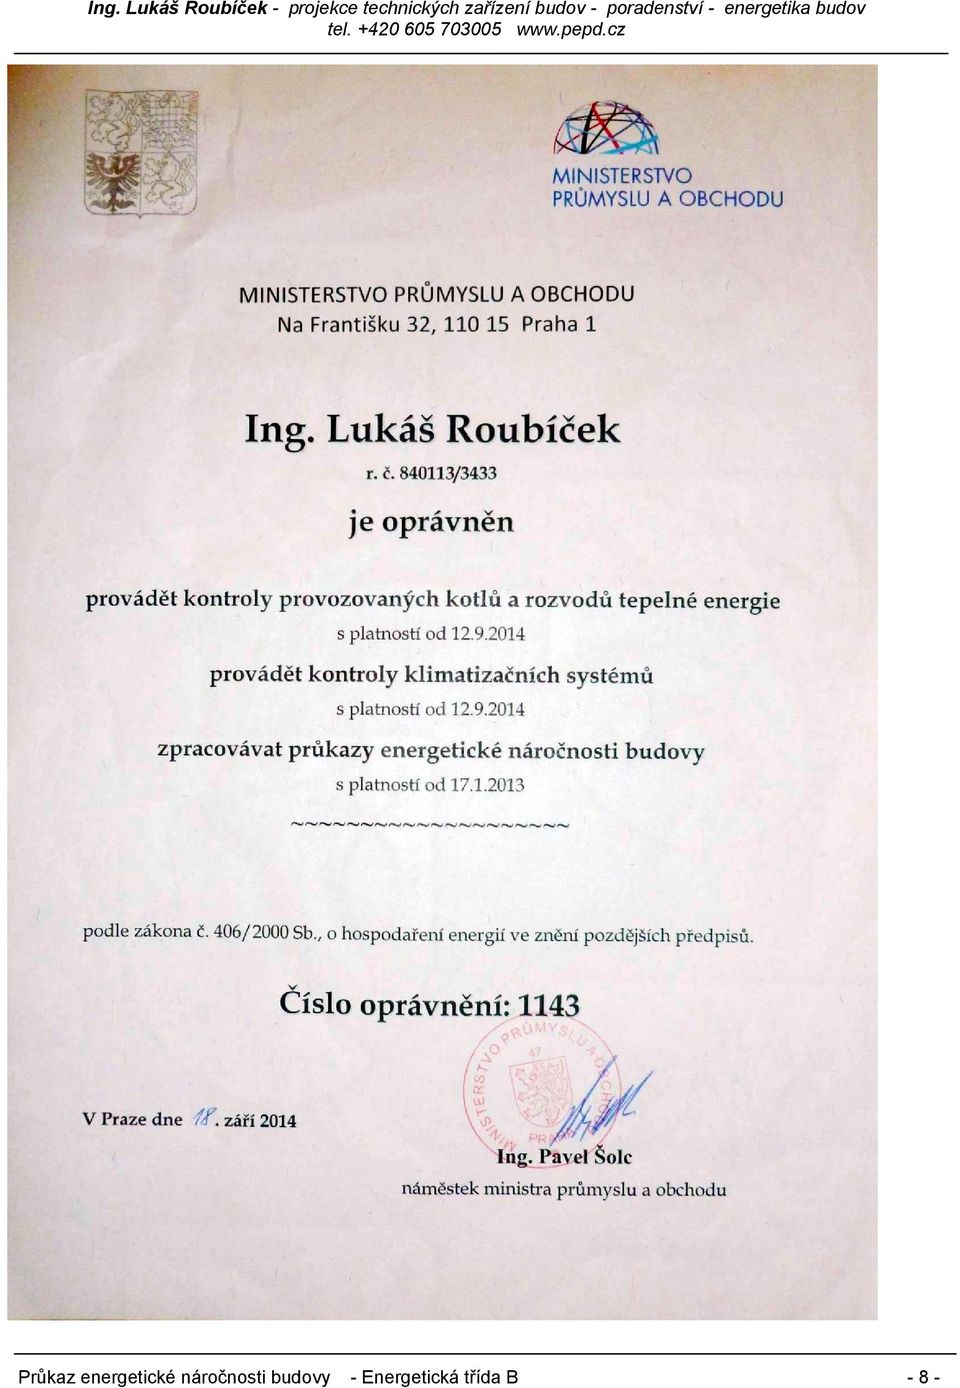 Ing. Lukáš Roubíček - projekce technických zařízení budov - poradenství - energetika budov
tel. +420 605 703005 www.pepd.cz
MINISTERSTVO
PRŮMYSLU A OBCHODU
MINISTERSTVO PRŮMYSLU A OBCHODU
Na Františku 32, 110 15 Praha 1
Ing. Lukáš Roubíček
r. č. 840113/3433
je oprávněn
provádět kontroly provozovaných kotlů a rozvodů tepelné energie
s platností od 12.9.2014
provádět kontroly klimatizačních systémů
s platností od 12.9.2014
zpracovávat průkazy energetické náročnosti budovy
s platností od 17.1.2013
~~~~~~~~~~~~~~~~~~~~
podle zákona č. 406/2000 Sb., o hospodaření energií ve znění pozdějších předpisů.
Číslo oprávnění: 1143
MINISTERSTVO PRŮMYSLU A OBCHODU
47
PRAHA
V Praze dne 18. září 2014
Ing. Pavel Šolc
náměstek ministra průmyslu a obchodu
Průkaz energetické náročnosti budovy - Energetická třída B - 8 -